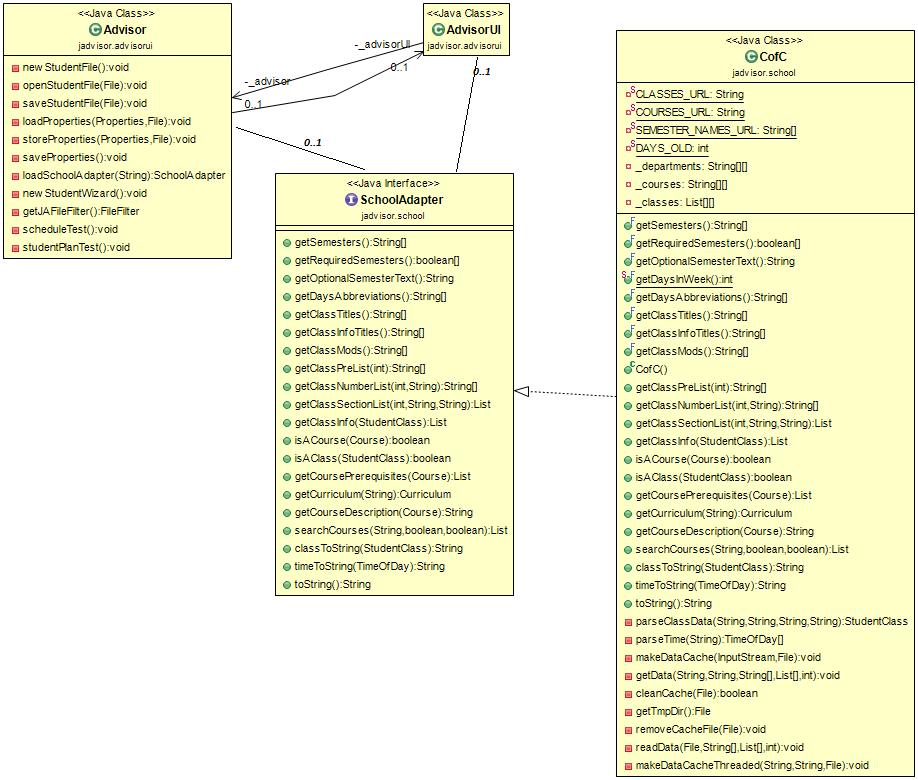 <<Java Class>>
Advisor
jadvisor.advisorui
newStudentFile():void
openStudentFile(File):void
saveStudentFile(File):void
loadProperties(Properties,File):void
storeProperties(Properties,File):void
saveProperties():void
loadSchoolAdapter(String):SchoolAdapter
newStudentWizard():void
getJAFileFilter():FileFilter
scheduleTest():void
studentPlanTest():void
<<Java Class>>
AdvisorUI
jadvisor.advisorui
-_advisorUI
0..1
-_advisor
0..1
0..1
0..1
<<Java Interface>>
SchoolAdapter
jadvisor.school
getSemesters():String[]
getRequiredSemesters():boolean[]
getOptionalSemesterText():String
getDaysAbbreviations():String[]
getClassTitles():String[]
getClassInfoTitles():String[]
getClassMods():String[]
getClassPreList(int):String[]
getClassNumberList(int,String):String[]
getClassSectionList(int,String,String):List
getClassInfo(StudentClass):List
isACourse(Course):boolean
isAClass(StudentClass):boolean
getCoursePrerequisites(Course):List
getCurriculum(String):Curriculum
getCourseDescription(Course):String
searchCourses(String,boolean,boolean):List
classToString(StudentClass):String
timeToString(TimeOfDay):String
toString():String
<<Java Class>>
CofC
jadvisor.school
CLASSES_URL: String
COURSES_URL: String
SEMESTER_NAMES_URL: String[]
DAYS_OLD: int
_departments: String[][]
_courses: String[][]
_classes: List[][]
getSemesters():String[]
getRequiredSemesters():boolean[]
getOptionalSemesterText():String
getDaysInWeek():int
getDaysAbbreviations():String[]
getClassTitles():String[]
getClassInfoTitles():String[]
getClassMods():String[]
CofC()
getClassPreList(int):String[]
getClassNumberList(int,String):String[]
getClassSectionList(int,String,String):List
getClassInfo(StudentClass):List
isACourse(Course):boolean
isAClass(StudentClass):boolean
getCoursePrerequisites(Course):List
getCurriculum(String):Curriculum
getCourseDescription(Course):String
searchCourses(String,boolean,boolean):List
classToString(StudentClass):String
timeToString(TimeOfDay):String
toString():String
parseClassData(String,String,String,String):StudentClass
parseTime(String):TimeOfDay[]
makeDataCache(InputStream,File):void
getData(String,String,String[],List[],int):void
cleanCache(File):boolean
getTmpDir():File
removeCacheFile(File):void
readData(File,String[],List[],int):void
makeDataCacheThreaded(String,String,File):void